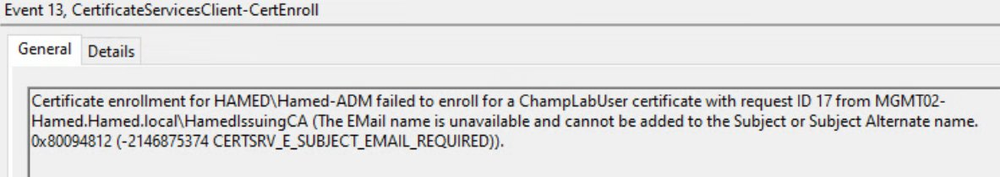 Event 13, CertificateServicesClient-CertEnroll
General Details
Certificate enrollment for HAMED\Hamed-ADM failed to enroll for a ChampLabUser certificate with request ID 17 from MGMT02-
Hamed.Hamed.local\HamedIssuingCA (The EMail name is unavailable and cannot be added to the Subject or Subject Alternate name.
0x80094812 (-2146875374 CERTSRV_E_SUBJECT_EMAIL_REQUIRED)).